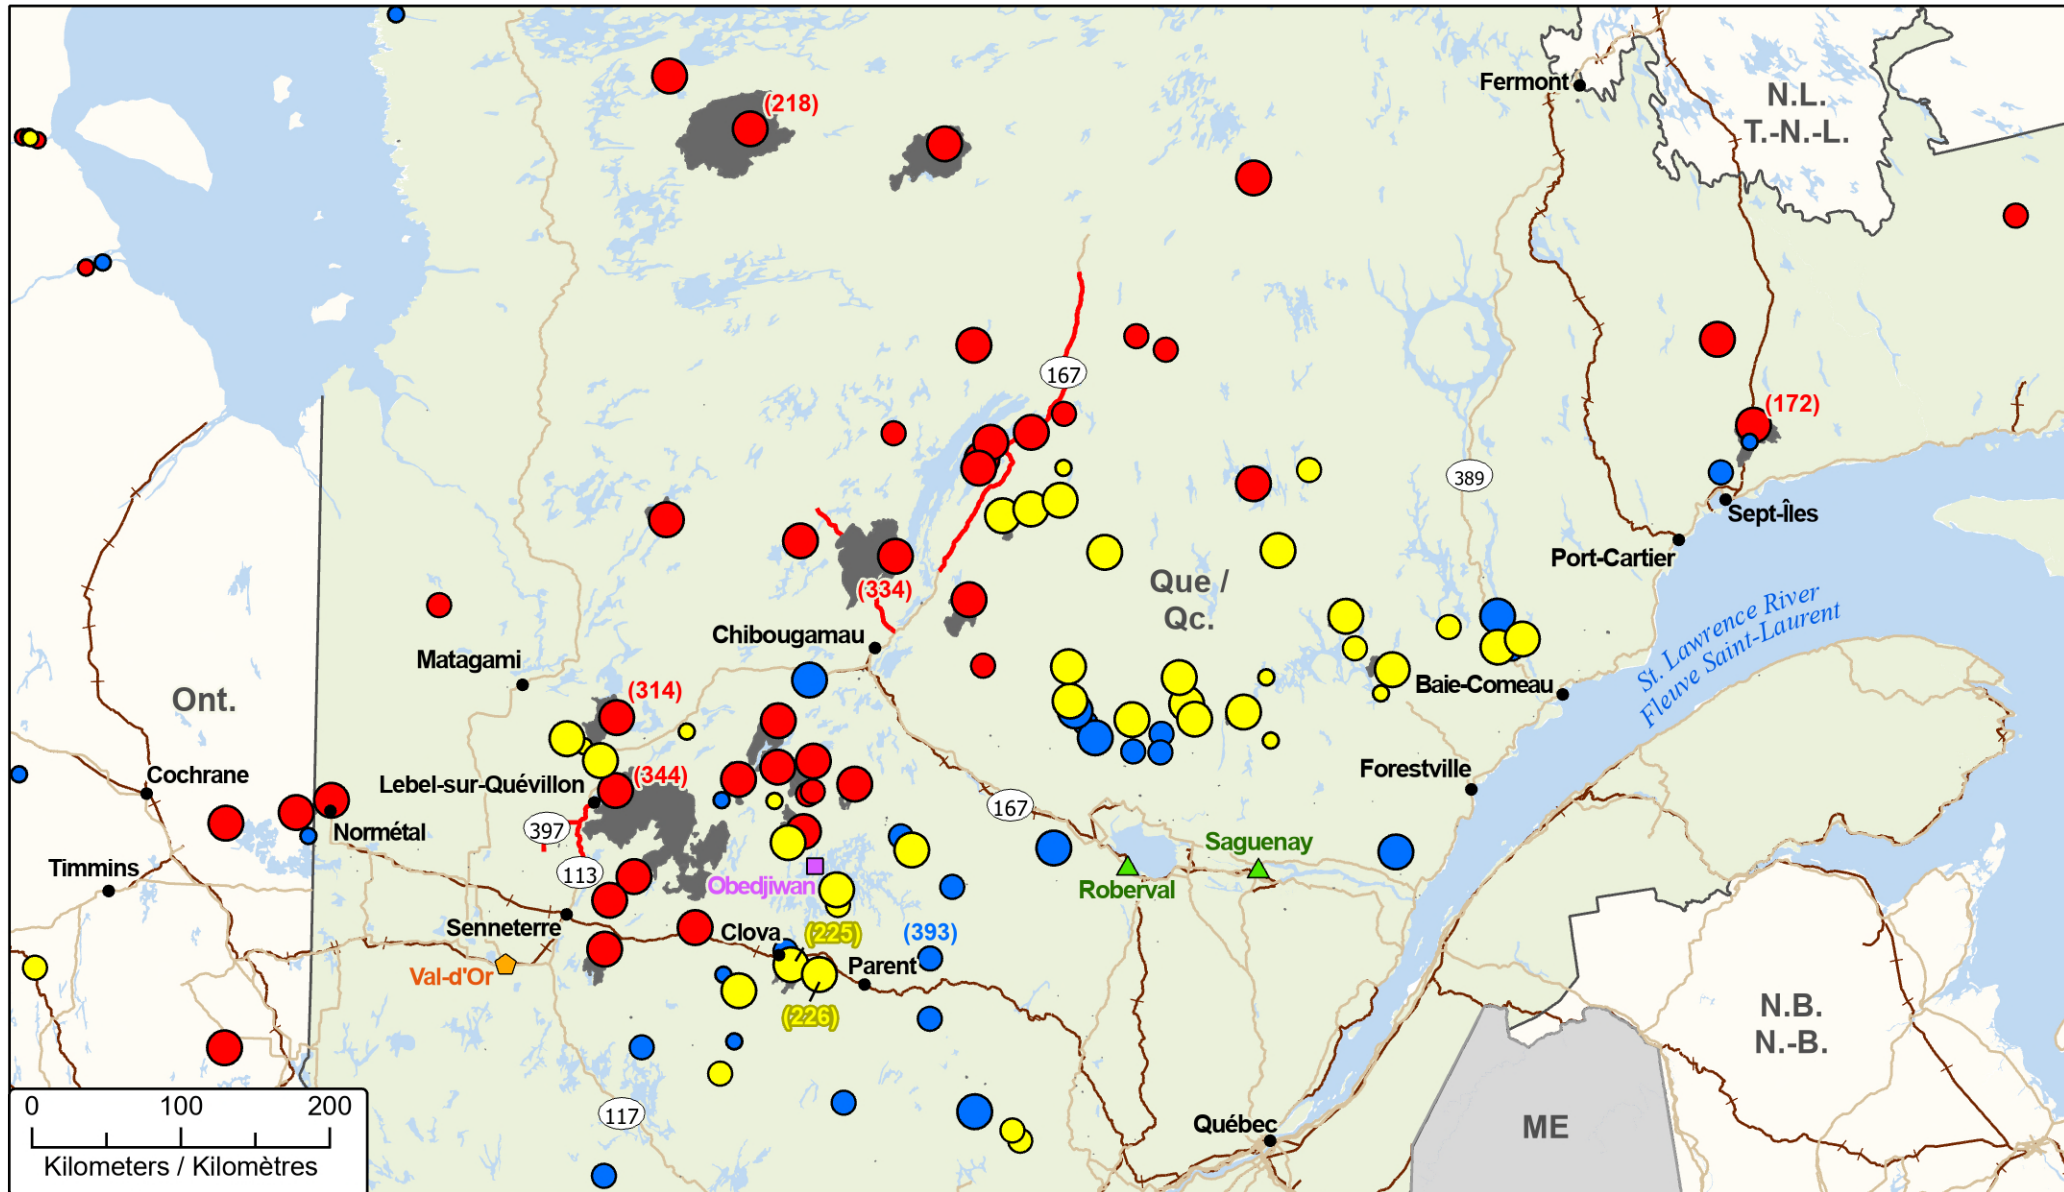 Fermont
N.L.
T.-N.-L.
(218)
167
(172)
389
Sept-Îles
Port-Cartier
Que /
Qc.
(334)
St. Lawrence River
Fleuve Saint-Laurent
Chibougamau
Matagami
Ont.
(314)
Baie-Comeau
Cochrane
Lebel-sur-Quévillon
(344)
Forestville
167
397
Normétal
Saguenay
Timmins
113
Obedjiwan
Roberval
Senneterre
Clova
(225)
(393)
Val-d'Or
Parent
(226)
N.B.
N.-B.
0 100 200
Kilometers / Kilomètres
117
Québec
ME